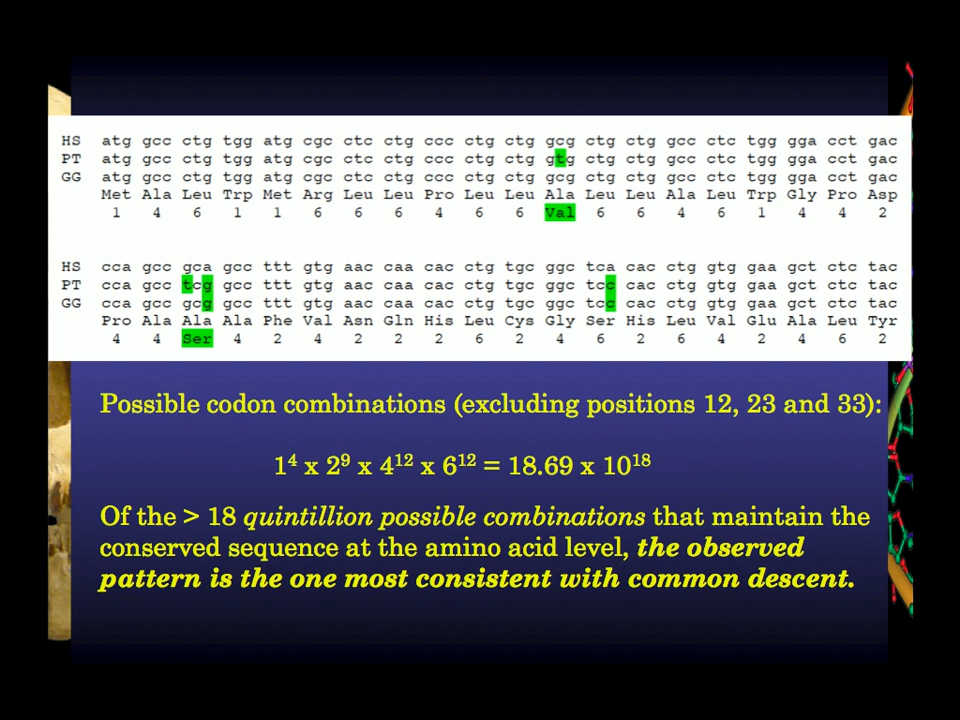 HS atg gcc ctg tgg atg cgc ctc ctg ccc ctg ctg gcg ctg ctg gcc ctc tgg gga cct gac
PT atg gcc ctg tgg atg cgc ctc ctg ccc ctg ctg gtg ctg ctg gcc ctc tgg gga cct gac
GG atg gcc ctg tgg atg cgc ctc ctg ccc ctg ctg gcg ctg ctg gcc ctc tgg gga cct gac
Met Ala Leu Trp Met Arg Leu Leu Pro Leu Leu Ala Leu Leu Ala Leu Trp Gly Pro Asp
1 4 6 1 1 6 6 6 4 6 6 Val 6 6 4 6 1 4 4 2
HS cca gcc gca gcc ttt gtg aac caa cac ctg tgc ggc tca cac ctg gtg gaa gct ctc tac
PT cca gcc tcg gcc ttt gtg aac caa cac ctg tgc ggc tcc cac ctg gtg gaa gct ctc tac
GG cca gcc gcg gcc ttt gtg aac caa cac ctg tgc ggc tcc cac ctg gtg gaa gct ctc tac
Pro Ala Ala Ala Phe Val Asn Gln His Leu Cys Gly Ser His Leu Val Glu Ala Leu Tyr
4 4 Ser 4 2 4 2 2 2 6 2 4 6 2 6 4 2 4 6 2
Possible codon combinations (excluding positions 12, 23 and 33):
1⁴ x 2⁹ x 4¹² x 6¹² = 18.69 x 10¹⁸
Of the > 18 quintillion possible combinations that maintain the
conserved sequence at the amino acid level, the observed
pattern is the one most consistent with common descent.